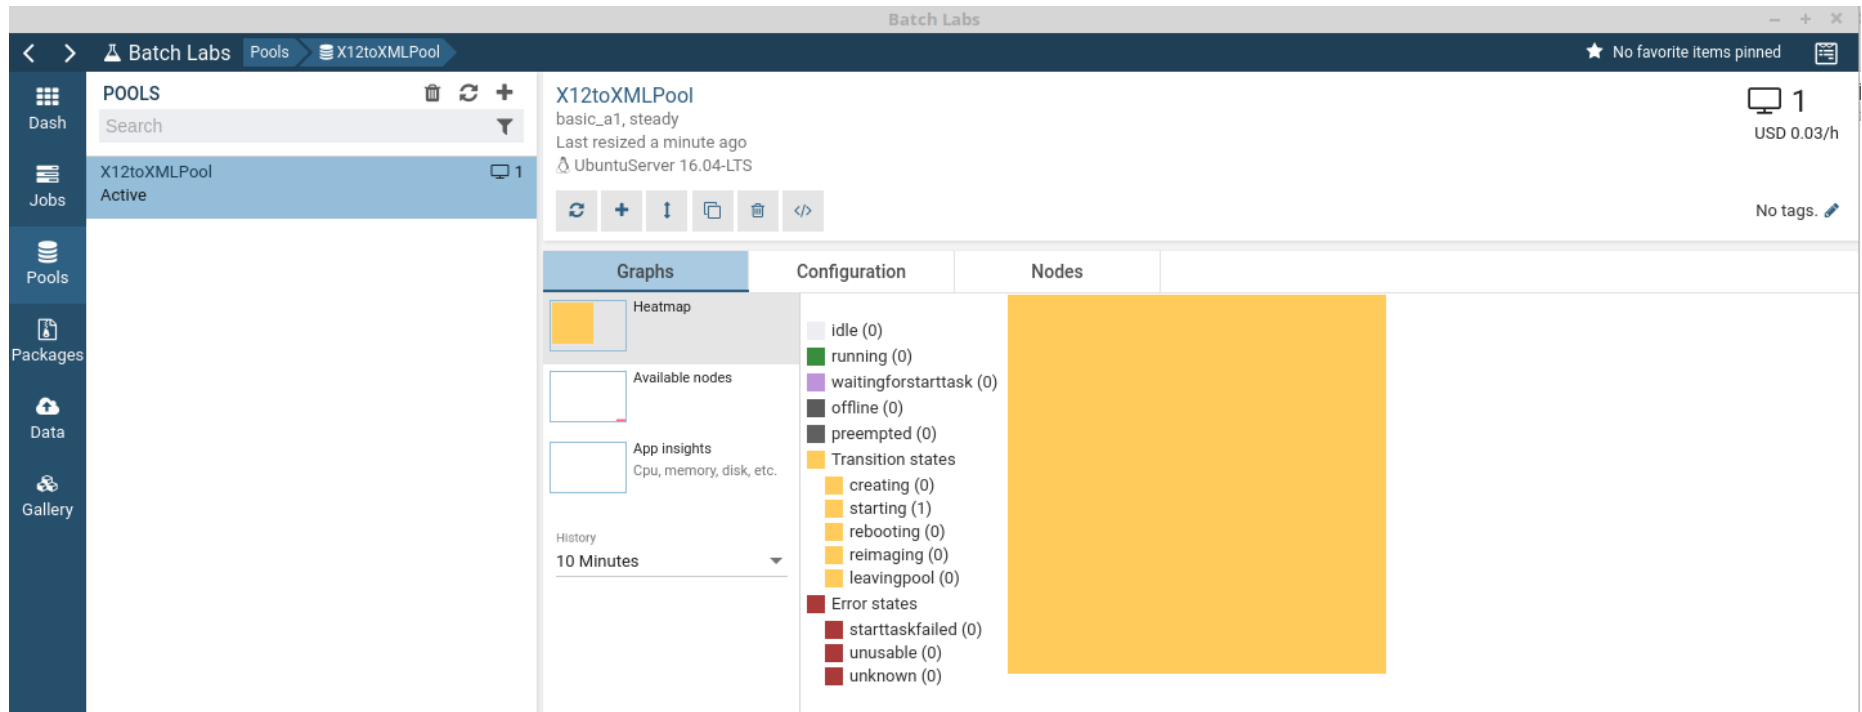 Batch Labs
Batch Labs Pools X12toXMLPool No favorite items pinned
Dash
Jobs
Pools
Packages
Data
Gallery
POOLS
Search
X12toXMLPool 1
Active
X12toXMLPool
basic_a1, steady
Last resized a minute ago
UbuntuServer 16.04-LTS
1
USD 0.03/h
No tags.
Graphs Configuration Nodes
Heatmap
Available nodes
App insights
Cpu, memory, disk, etc.
History
10 Minutes
idle (0)
running (0)
waitingforstarttask (0)
offline (0)
preempted (0)
Transition states
creating (0)
starting (1)
rebooting (0)
reimaging (0)
leavingpool (0)
Error states
starttaskfailed (0)
unusable (0)
unknown (0)